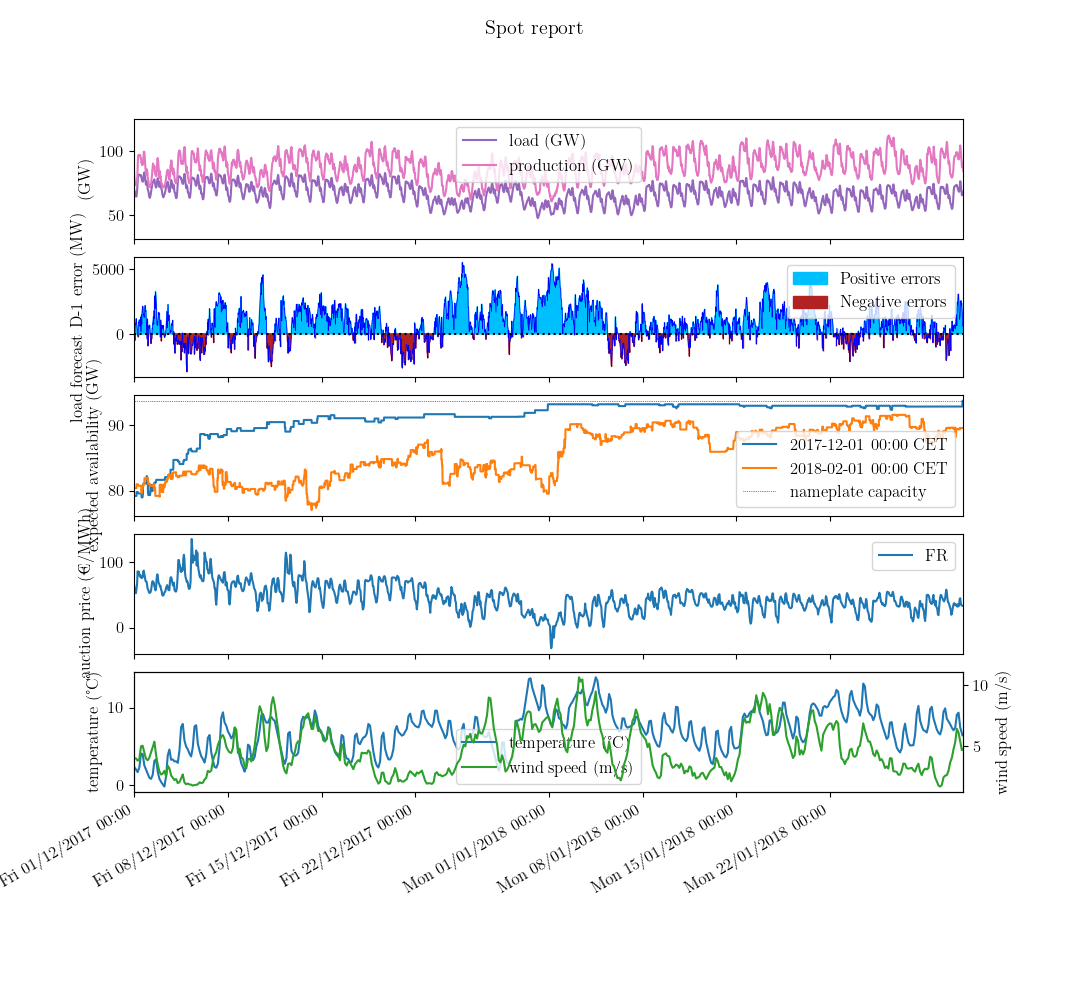 Spot report
(GW)
100
50
load (GW)
production (GW)
load forecast D-1 error (MW)
5000
0
Positive errors
Negative errors
expected availability (GW)
90
80
2017-12-01 00:00 CET
2018-02-01 00:00 CET
nameplate capacity
auction price (€/MWh)
100
0
FR
temperature (°C)
10
0
temperature (°C)
wind speed (m/s)
10
5
wind speed (m/s)
Fri 01/12/2017 00:00
Fri 08/12/2017 00:00
Fri 15/12/2017 00:00
Fri 22/12/2017 00:00
Mon 01/01/2018 00:00
Mon 08/01/2018 00:00
Mon 15/01/2018 00:00
Mon 22/01/2018 00:00